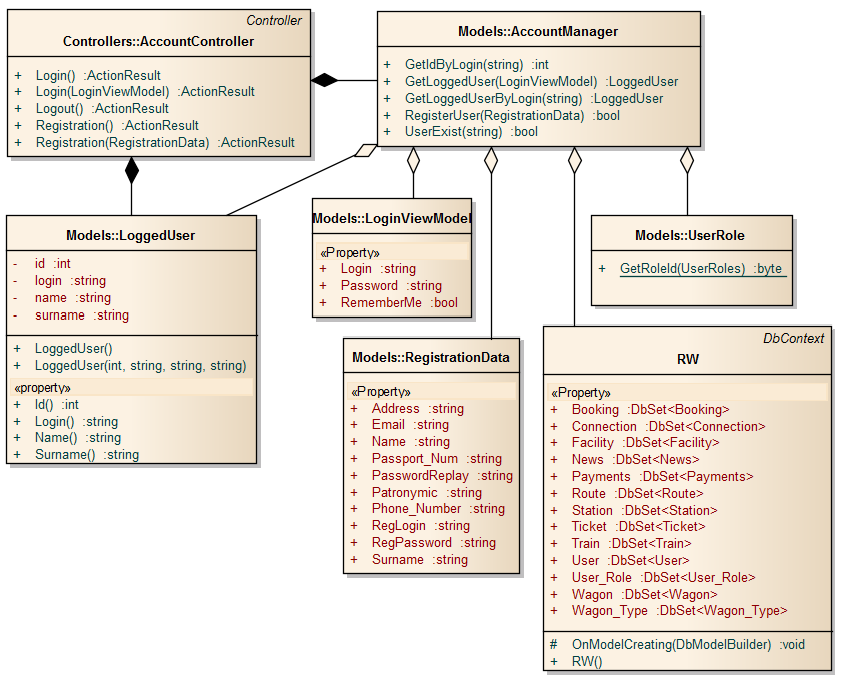 Controller
Controllers::AccountController
+ Login() :ActionResult
+ Login(LoginViewModel) :ActionResult
+ Logout() :ActionResult
+ Registration() :ActionResult
+ Registration(RegistrationData) :ActionResult
Models::AccountManager
+ GetIdByLogin(string) :int
+ GetLoggedUser(LoginViewModel) :LoggedUser
+ GetLoggedUserByLogin(string) :LoggedUser
+ RegisterUser(RegistrationData) :bool
+ UserExist(string) :bool
Models::LoggedUser
- id :int
- login :string
- name :string
- surname :string
+ LoggedUser()
+ LoggedUser(int, string, string, string)
«property»
+ Id() :int
+ Login() :string
+ Name() :string
+ Surname() :string
Models::LoginViewModel
«Property»
+ Login :string
+ Password :string
+ RememberMe :bool
Models::UserRole
+ GetRoleId(UserRoles) :byte
Models::RegistrationData
«Property»
+ Address :string
+ Email :string
+ Name :string
+ Passport_Num :string
+ PasswordReplay :string
+ Patronymic :string
+ Phone_Number :string
+ RegLogin :string
+ RegPassword :string
+ Surname :string
DbContext
RW
«Property»
+ Booking :DbSet<Booking>
+ Connection :DbSet<Connection>
+ Facility :DbSet<Facility>
+ News :DbSet<News>
+ Payments :DbSet<Payments>
+ Route :DbSet<Route>
+ Station :DbSet<Station>
+ Ticket :DbSet<Ticket>
+ Train :DbSet<Train>
+ User :DbSet<User>
+ User_Role :DbSet<User_Role>
+ Wagon :DbSet<Wagon>
+ Wagon_Type :DbSet<Wagon_Type>
# OnModelCreating(DbModelBuilder) :void
+ RW()